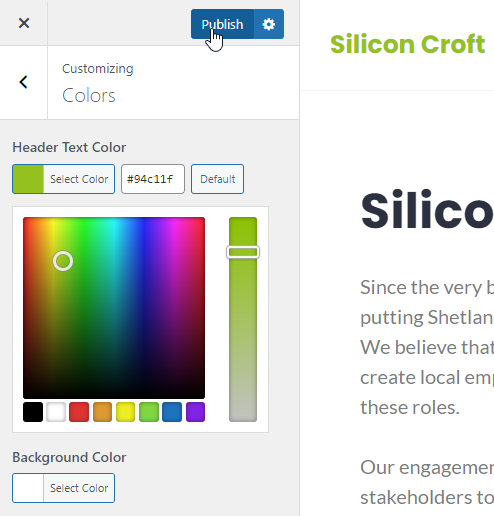 Publish
Customizing
Colors
Header Text Color
Select Color
#94c11f
Default
Background Color
Select Color
Silicon Croft
Silico
Since the very b
putting Shetlan
We believe that
create local emp
these roles.
Our engagemen
stakeholders to